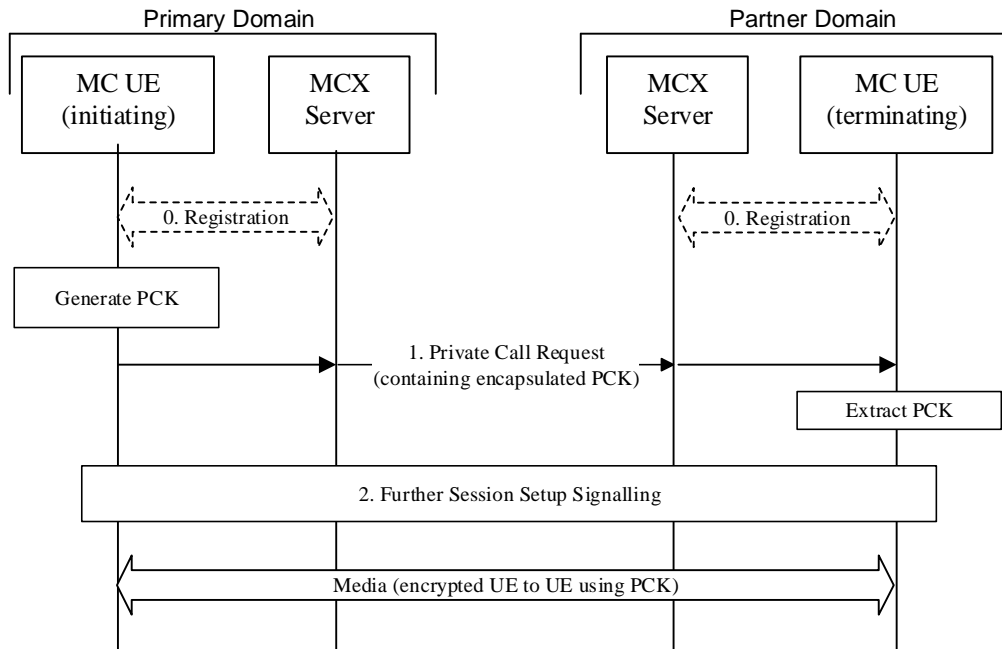 Primary Domain
Partner Domain
MC UE
(initiating)
MCX
Server
MCX
Server
MC UE
(terminating)
0. Registration
0. Registration
Generate PCK
1. Private Call Request
(containing encapsulated PCK)
Extract PCK
2. Further Session Setup Signalling
Media (encrypted UE to UE using PCK)